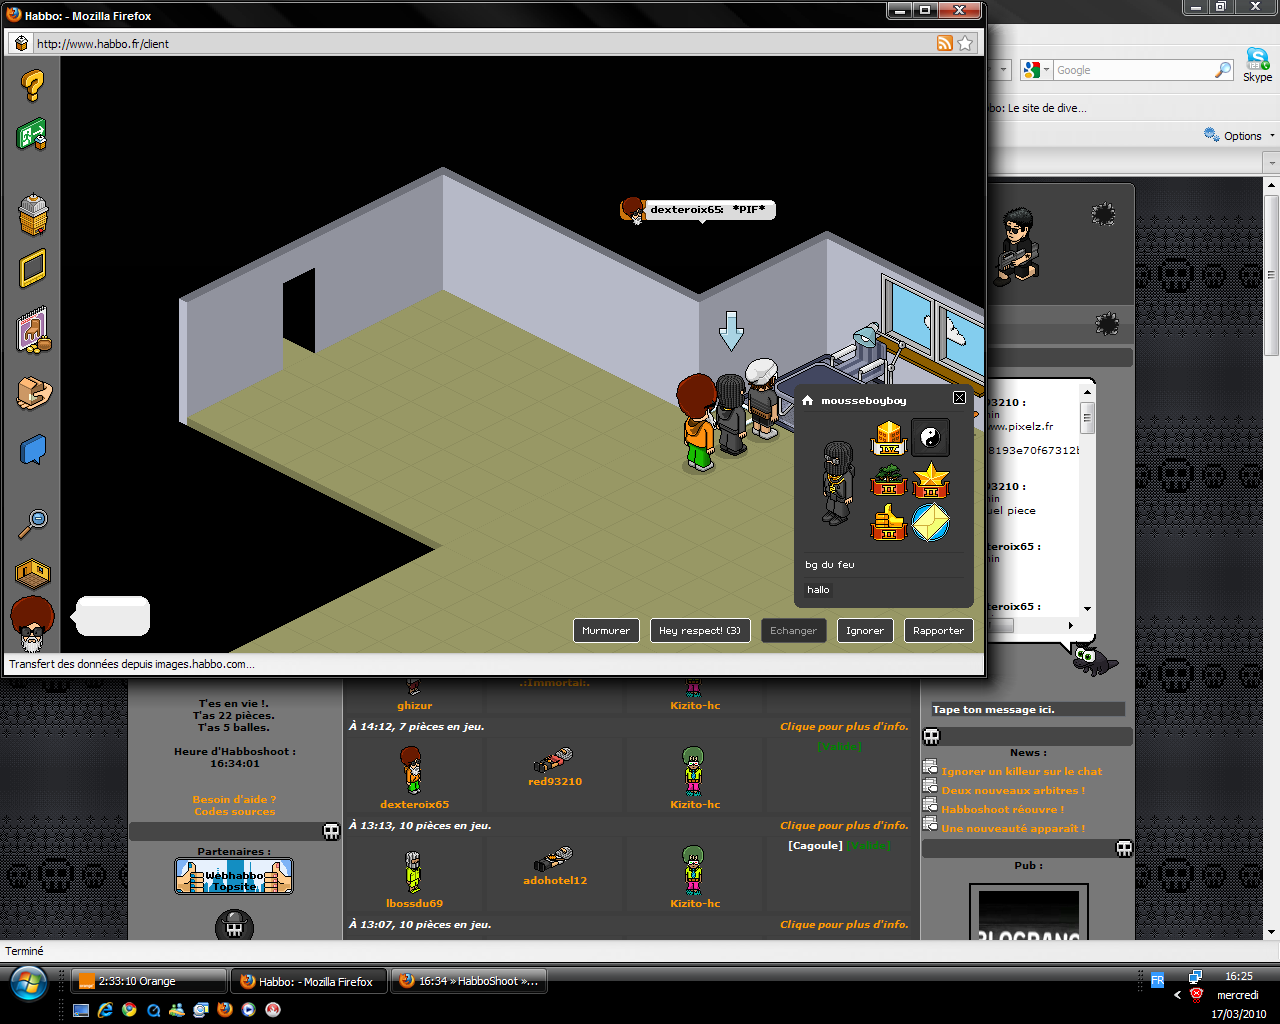 Habbo: - Mozilla Firefox
http://www.habbo.fr/client
Google
Skype
bo: Le site de dive...
Options
dexteroix65: *PIF*
mousseboyboy
bg du feu
hallo
Murmurer
Hey respect! (3)
Echanger
Ignorer
Rapporter
Transfert des données depuis images.habbo.com...
93210 :
ww.pixelz.fr
8193e70f67312b
93210 :
uel piece
teroix65 :
teroix65 :
Tape ton message ici.
T'es en vie !.
T'as 22 pièces.
T'as 5 balles.
Heure d'Habboshoot :
16:34:01
Besoin d'aide ?
Codes sources
Partenaires :
Webhabbo
Topsite
ghizur
.:Immortal:.
Kizito-hc
À 14:12, 7 pièces en jeu.
Clique pour plus d'info.
[Valide]
dexteroix65
red93210
Kizito-hc
À 13:13, 10 pièces en jeu.
Clique pour plus d'info.
[Cagoule] [Valide]
lbossdu69
adohotel12
Kizito-hc
À 13:07, 10 pièces en jeu.
Clique pour plus d'info.
News :
Ignorer un killeur sur le chat
Deux nouveaux arbitres !
Habboshoot réouvre !
Une nouveauté apparaît !
Pub :
Terminé
2:33:10 Orange
Habbo: - Mozilla Firefox
16:34 » HabboShoot »...
FR
16:25
mercredi
17/03/2010